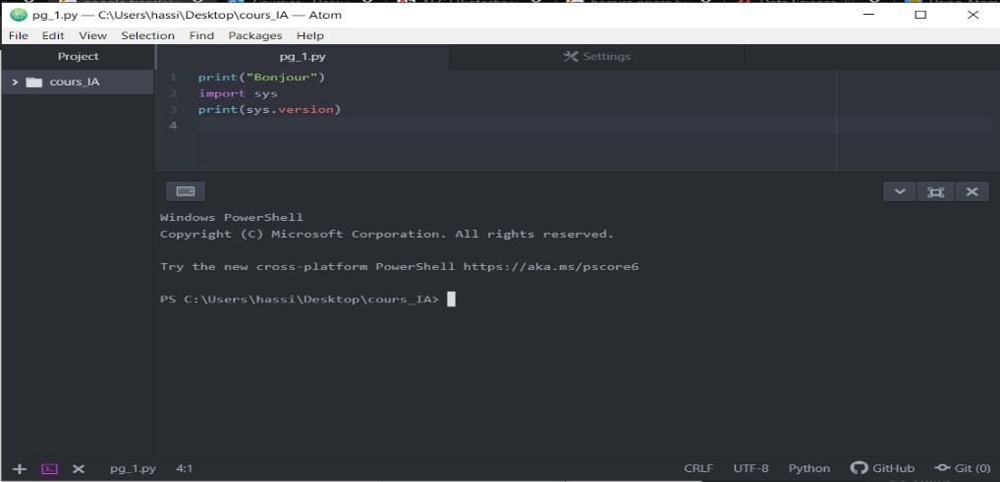 pg_1.py — C:\Users\hassi\Desktop\cours_IA — Atom
File Edit View Selection Find Packages Help
Project
pg_1.py
Settings
cours_IA
1 print("Bonjour")
2 import sys
3 print(sys.version)
4
Windows PowerShell
Copyright (C) Microsoft Corporation. All rights reserved.
Try the new cross-platform PowerShell https://aka.ms/pscore6
PS C:\Users\hassi\Desktop\cours_IA>
pg_1.py 4:1 CRLF UTF-8 Python GitHub Git (0)